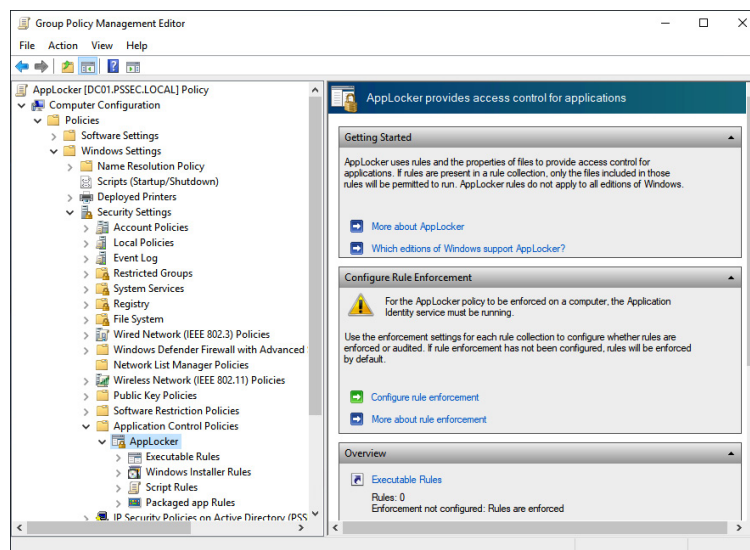 Group Policy Management Editor
File Action View Help
AppLocker [DC01.PSSEC.LOCAL] Policy
Computer Configuration
Policies
Software Settings
Windows Settings
Name Resolution Policy
Scripts (Startup/Shutdown)
Deployed Printers
Security Settings
Account Policies
Local Policies
Event Log
Restricted Groups
System Services
Registry
File System
Wired Network (IEEE 802.3) Policies
Windows Defender Firewall with Advanced
Network List Manager Policies
Wireless Network (IEEE 802.11) Policies
Public Key Policies
Software Restriction Policies
Application Control Policies
AppLocker
Executable Rules
Windows Installer Rules
Script Rules
Packaged app Rules
IP Security Policies on Active Directory (PSS
AppLocker provides access control for applications
Getting Started
AppLocker uses rules and the properties of files to provide access control for
applications. If rules are present in a rule collection, only the files included in those
rules will be permitted to run. AppLocker rules do not apply to all editions of Windows.
More about AppLocker
Which editions of Windows support AppLocker?
Configure Rule Enforcement
For the AppLocker policy to be enforced on a computer, the Application
Identity service must be running.
Use the enforcement settings for each rule collection to configure whether rules are
enforced or audited. If rule enforcement has not been configured, rules will be enforced
by default.
Configure rule enforcement
More about rule enforcement
Overview
Executable Rules
Rules: 0
Enforcement not configured: Rules are enforced